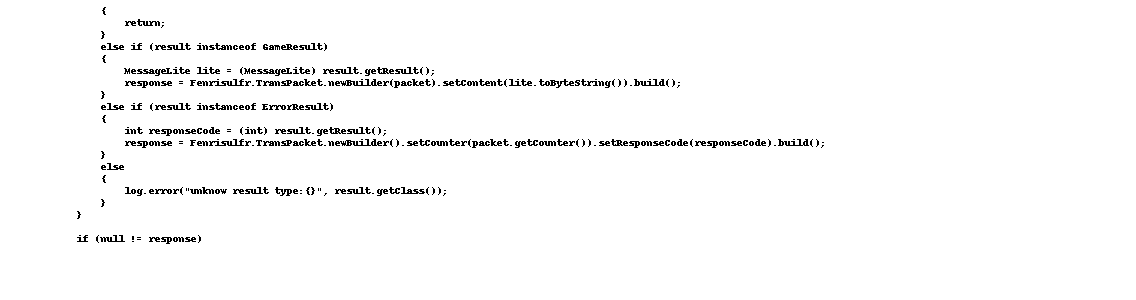 {
return;
}
else if (result instanceof GameResult)
{
MessageLite lite = (MessageLite) result.getResult();
response = Fenrisulfr.TransPacket.newBuilder(packet).setContent(lite.toByteString()).build();
}
else if (result instanceof ErrorResult)
{
int responseCode = (int) result.getResult();
response = Fenrisulfr.TransPacket.newBuilder().setCounter(packet.getCounter()).setResponseCode(responseCode).build();
}
else
{
log.error("unknow result type:{}", result.getClass());
}
}
if (null != response)